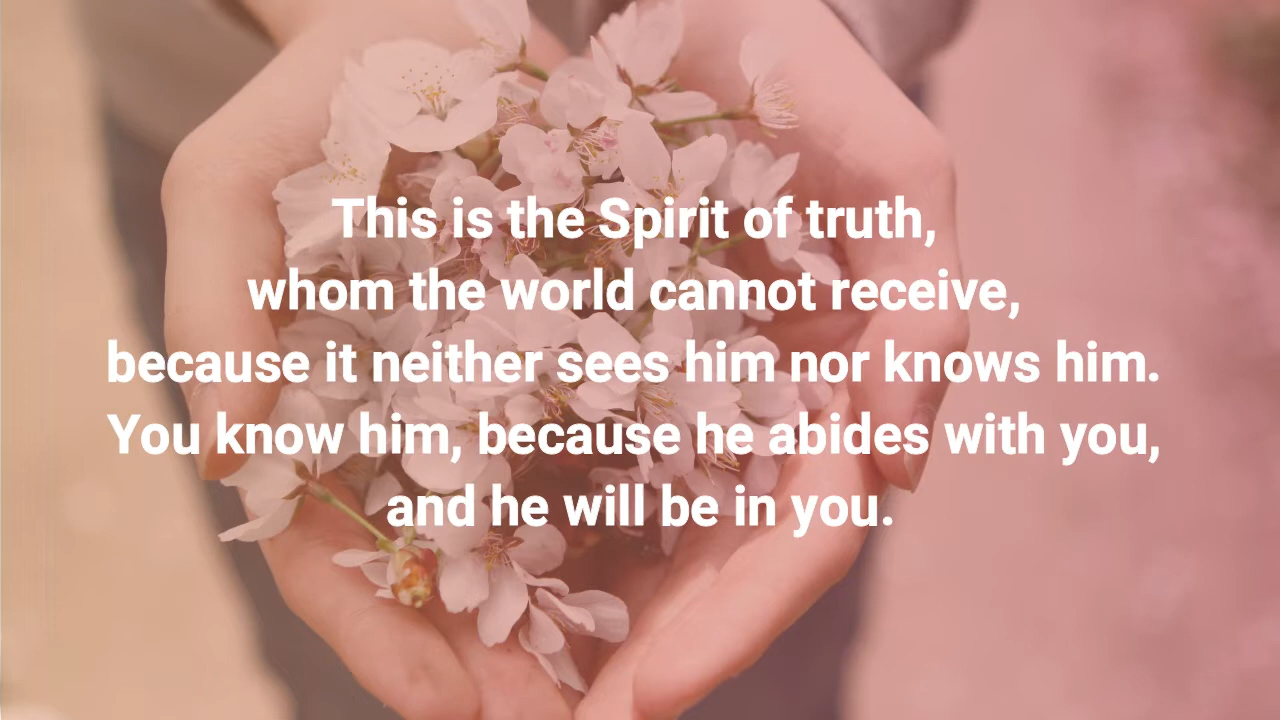 This is the Spirit of truth,
whom the world cannot receive,
because it neither sees him nor knows him.
You know him, because he abides with you,
and he will be in you.